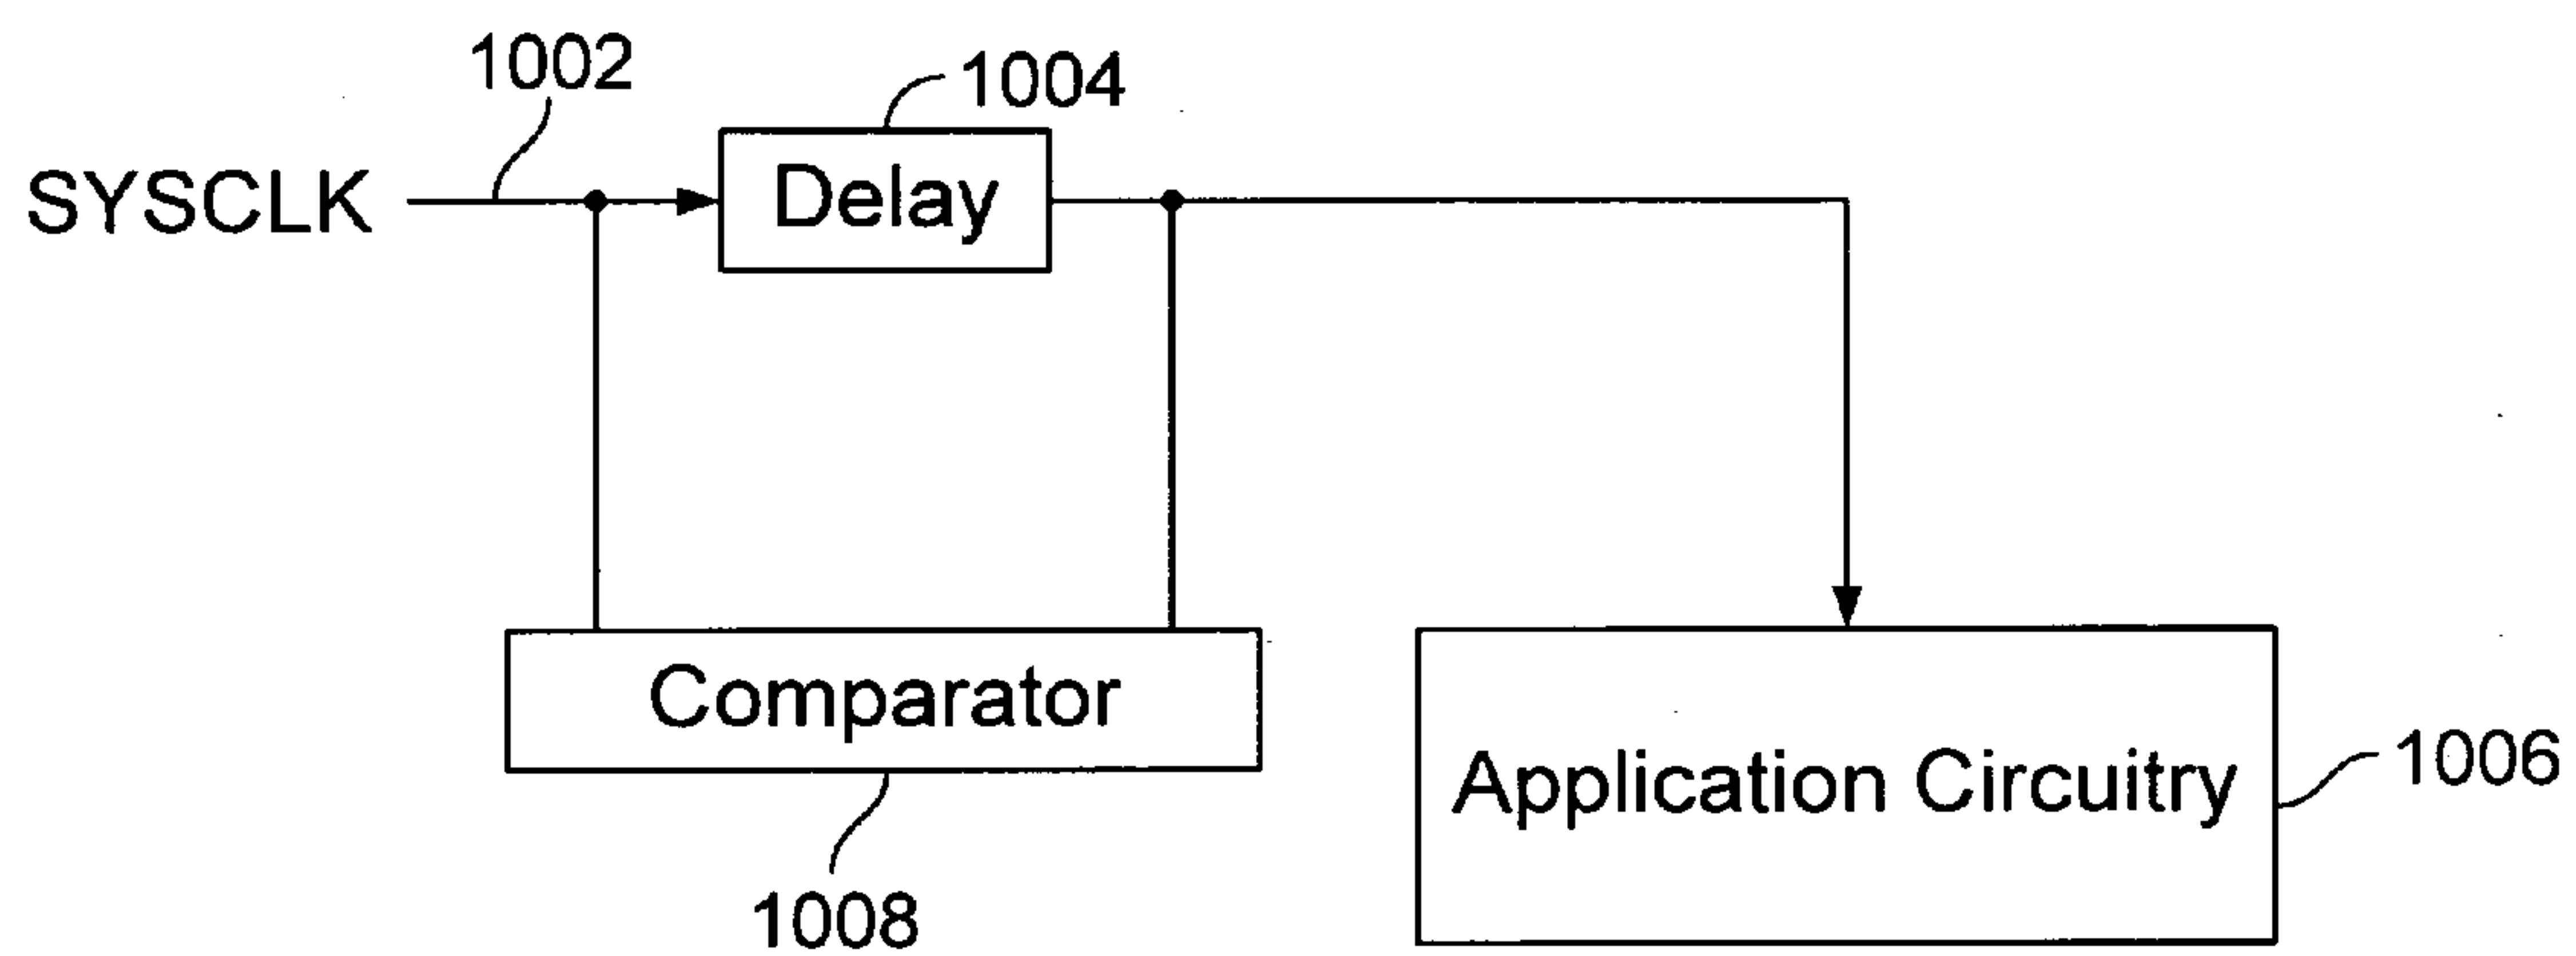 1002
1004
SYSCLK
Delay
Comparator
Application Circuitry
1006
1008